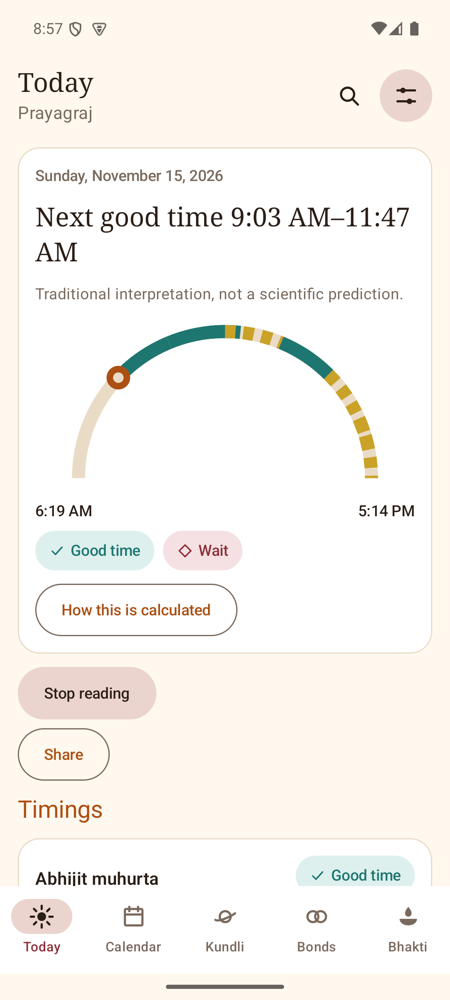 8:57
Today
Prayagraj
Sunday, November 15, 2026
Next good time 9:03 AM–11:47
AM
Traditional interpretation, not a scientific prediction.
6:19 AM
5:14 PM
Good time
Wait
How this is calculated
Stop reading
Share
Timings
Abhijit muhurta
Good time
Today
Calendar
Kundli
Bonds
Bhakti